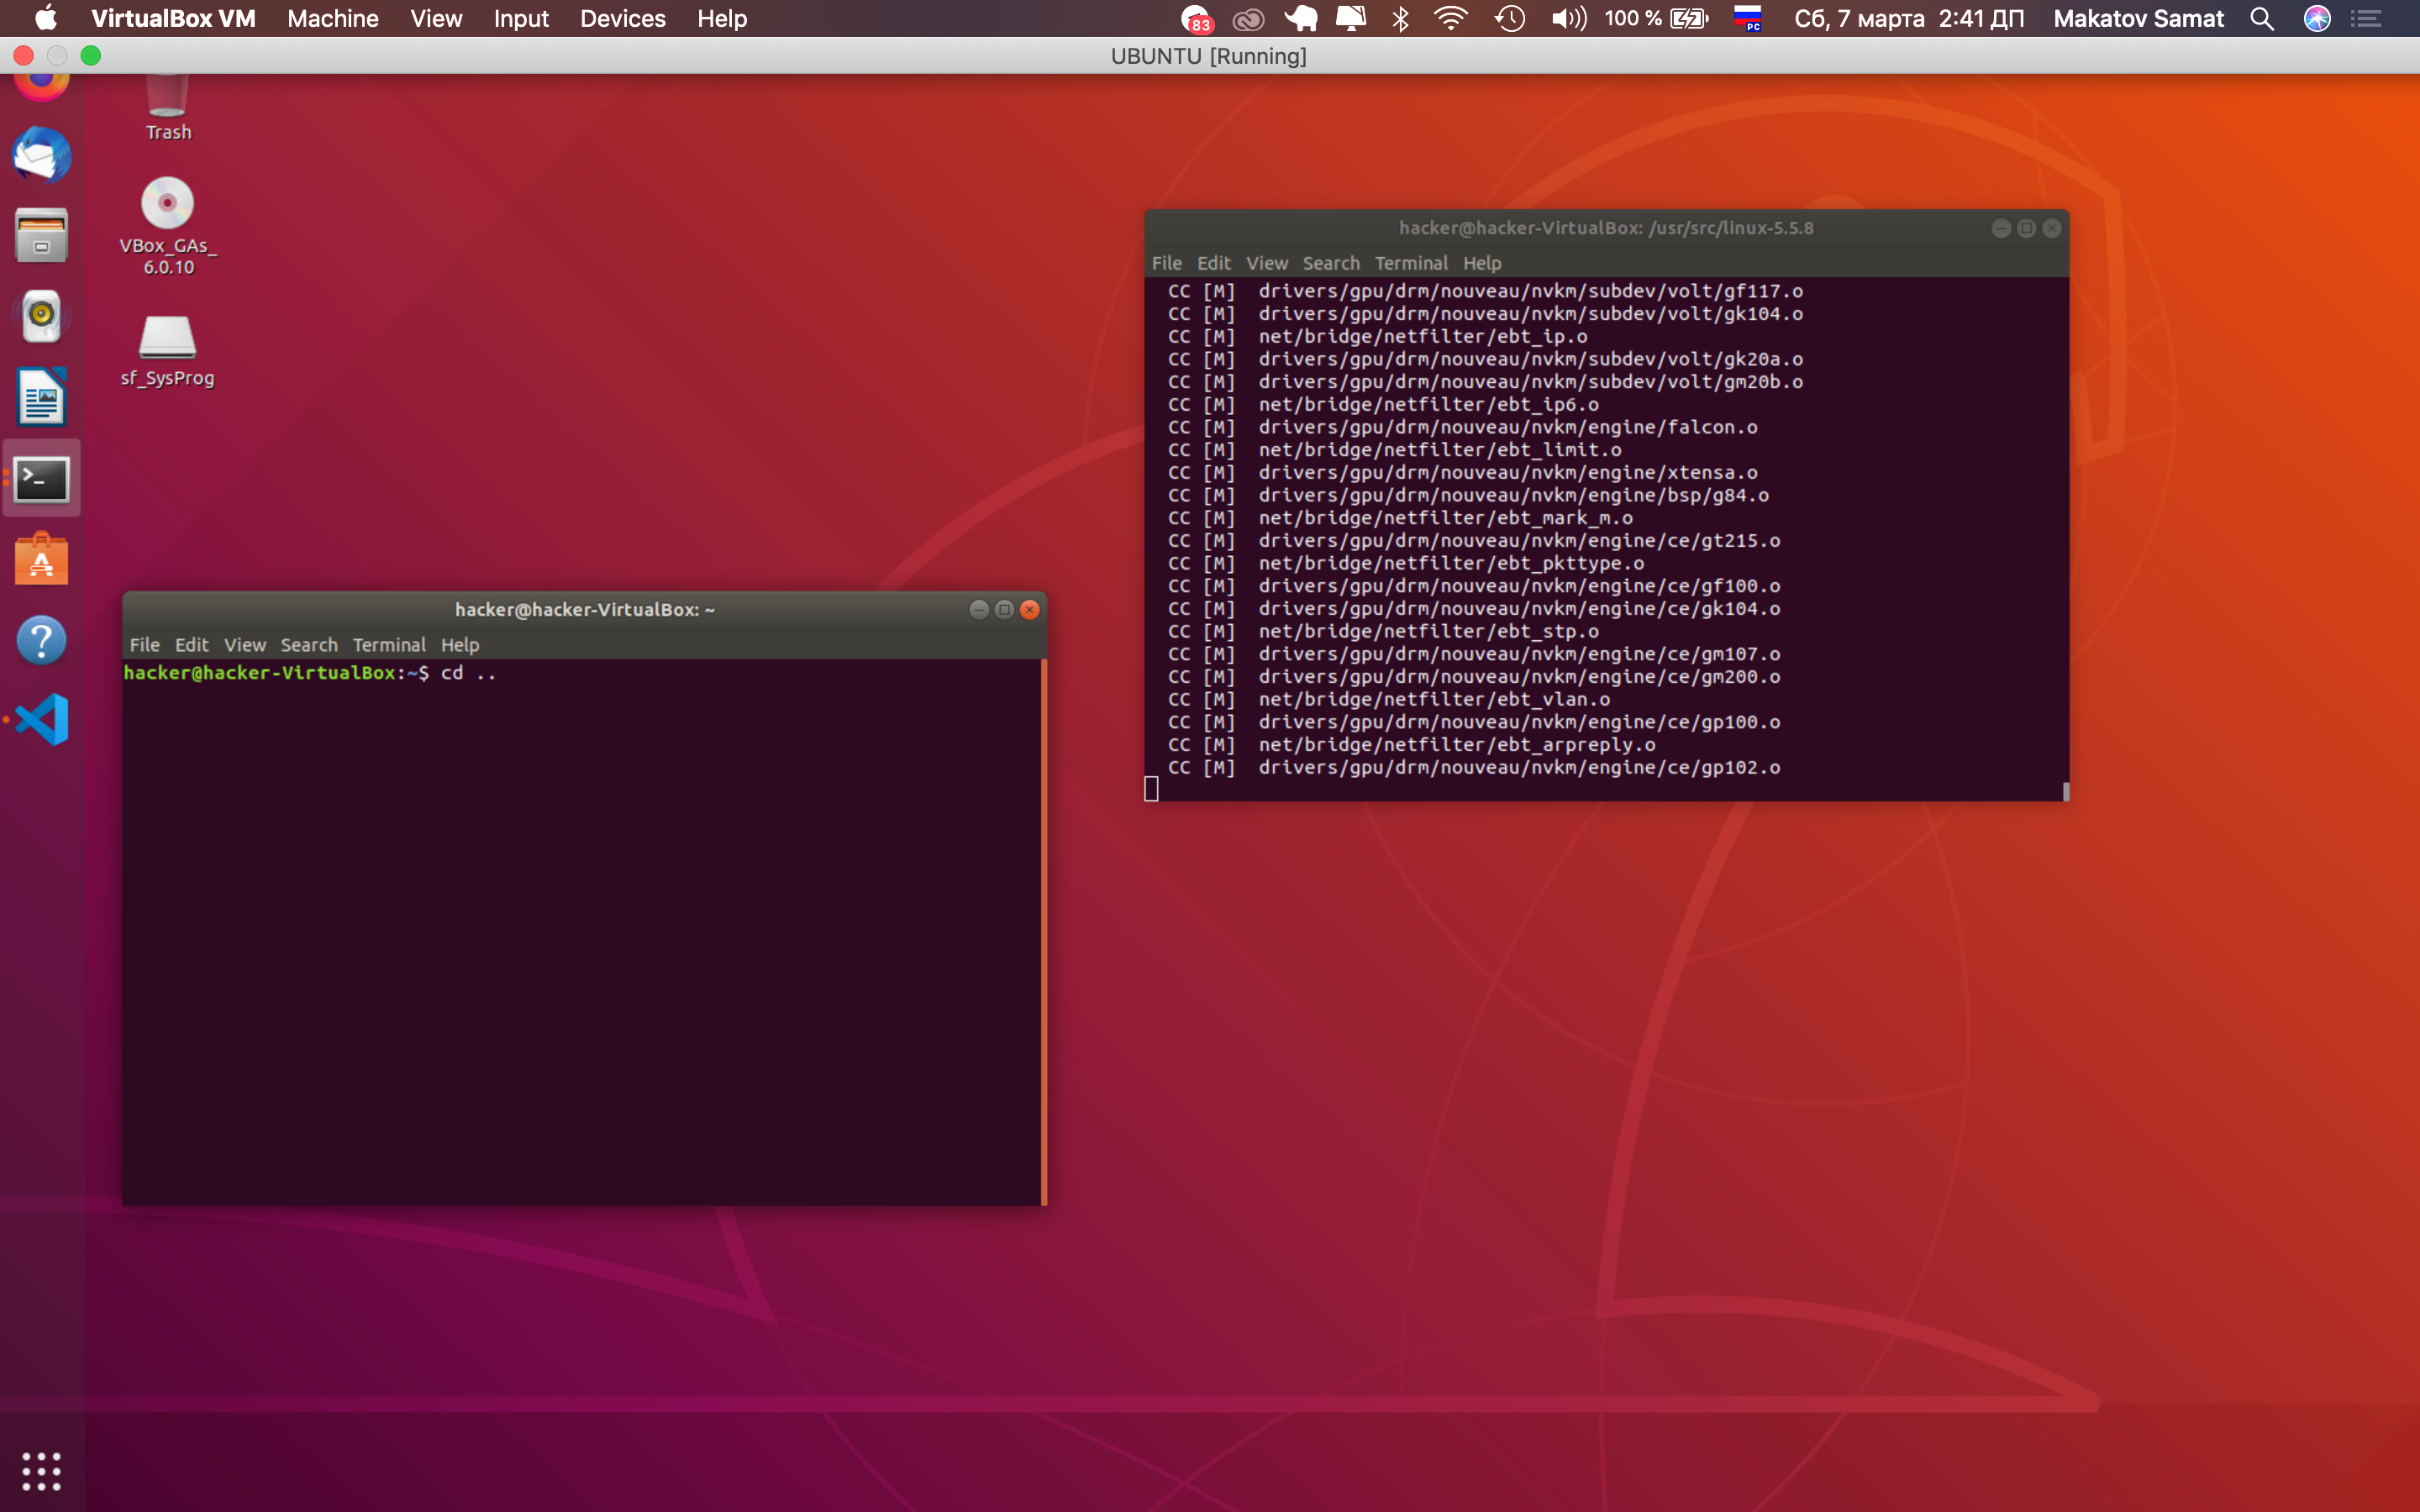 VirtualBox VM Machine View Input Devices Help 83 100 % РС Сб, 7 марта 2:41 ДП Makatov Samat
UBUNTU [Running]
Trash
VBox_GAs_
6.0.10
sf_SysProg
hacker@hacker-VirtualBox: /usr/src/linux-5.5.8
File Edit View Search Terminal Help
CC [M] drivers/gpu/drm/nouveau/nvkm/subdev/volt/gf117.o
CC [M] drivers/gpu/drm/nouveau/nvkm/subdev/volt/gk104.o
CC [M] net/bridge/netfilter/ebt_ip.o
CC [M] drivers/gpu/drm/nouveau/nvkm/subdev/volt/gk20a.o
CC [M] drivers/gpu/drm/nouveau/nvkm/subdev/volt/gm20b.o
CC [M] net/bridge/netfilter/ebt_ip6.o
CC [M] drivers/gpu/drm/nouveau/nvkm/engine/falcon.o
CC [M] net/bridge/netfilter/ebt_limit.o
CC [M] drivers/gpu/drm/nouveau/nvkm/engine/xtensa.o
CC [M] drivers/gpu/drm/nouveau/nvkm/engine/bsp/g84.o
CC [M] net/bridge/netfilter/ebt_mark_m.o
CC [M] drivers/gpu/drm/nouveau/nvkm/engine/ce/gt215.o
CC [M] net/bridge/netfilter/ebt_pkttype.o
CC [M] drivers/gpu/drm/nouveau/nvkm/engine/ce/gf100.o
CC [M] drivers/gpu/drm/nouveau/nvkm/engine/ce/gk104.o
CC [M] net/bridge/netfilter/ebt_stp.o
CC [M] drivers/gpu/drm/nouveau/nvkm/engine/ce/gm107.o
CC [M] drivers/gpu/drm/nouveau/nvkm/engine/ce/gm200.o
CC [M] net/bridge/netfilter/ebt_vlan.o
CC [M] drivers/gpu/drm/nouveau/nvkm/engine/ce/gp100.o
CC [M] net/bridge/netfilter/ebt_arpreply.o
CC [M] drivers/gpu/drm/nouveau/nvkm/engine/ce/gp102.o
hacker@hacker-VirtualBox: ~
File Edit View Search Terminal Help
hacker@hacker-VirtualBox:~$ cd ..